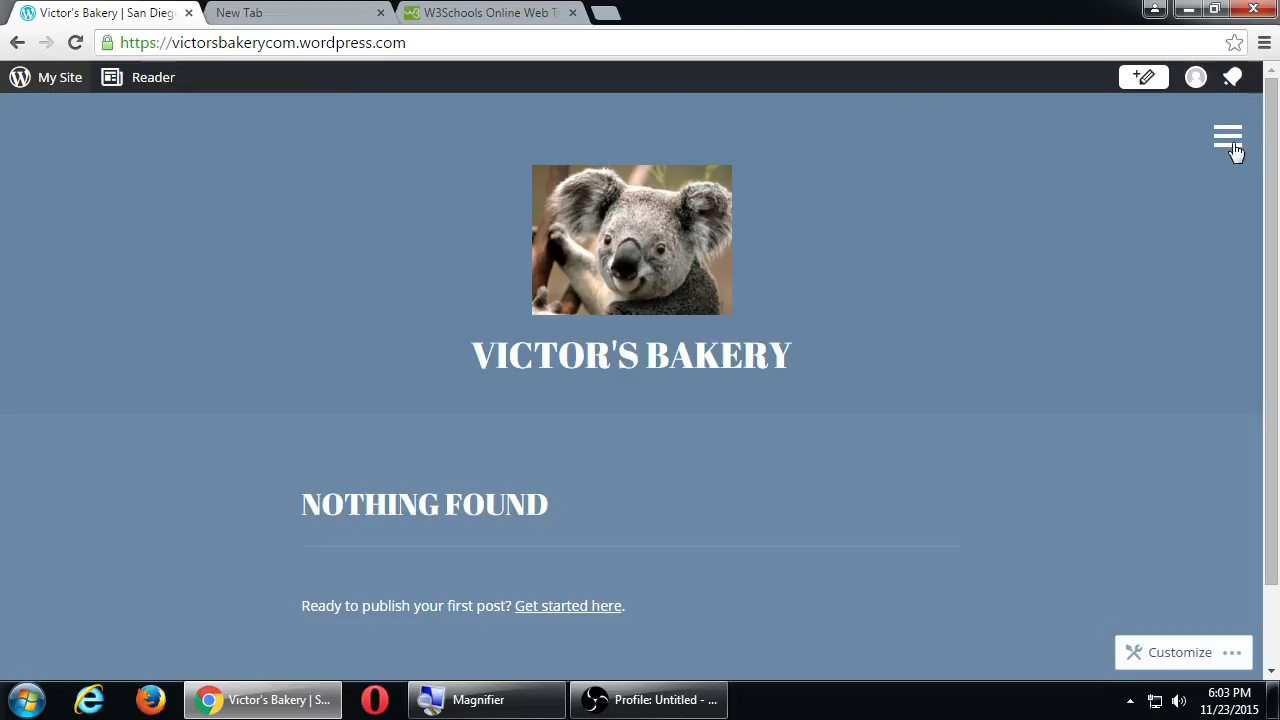 Victor's Bakery | San Dieg
New Tab
W3Schools Online Web T
https://victorsbakerycom.wordpress.com
My Site
Reader
VICTOR'S BAKERY
NOTHING FOUND
Ready to publish your first post? Get started here.
Customize
Victor's Bakery | S...
Magnifier
Profile: Untitled - ...
6:03 PM
11/23/2015